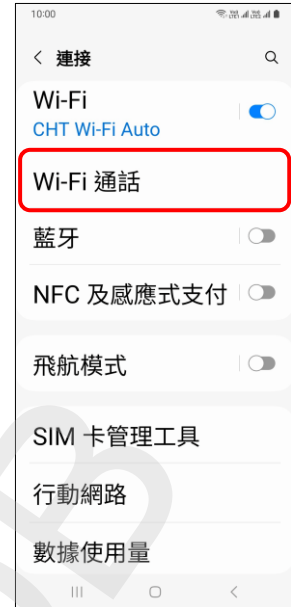 10:00
連接
Wi-Fi
CHT Wi-Fi Auto
Wi-Fi 通話
藍牙
NFC 及感應式支付
飛航模式
SIM 卡管理工具
行動網路
數據使用量